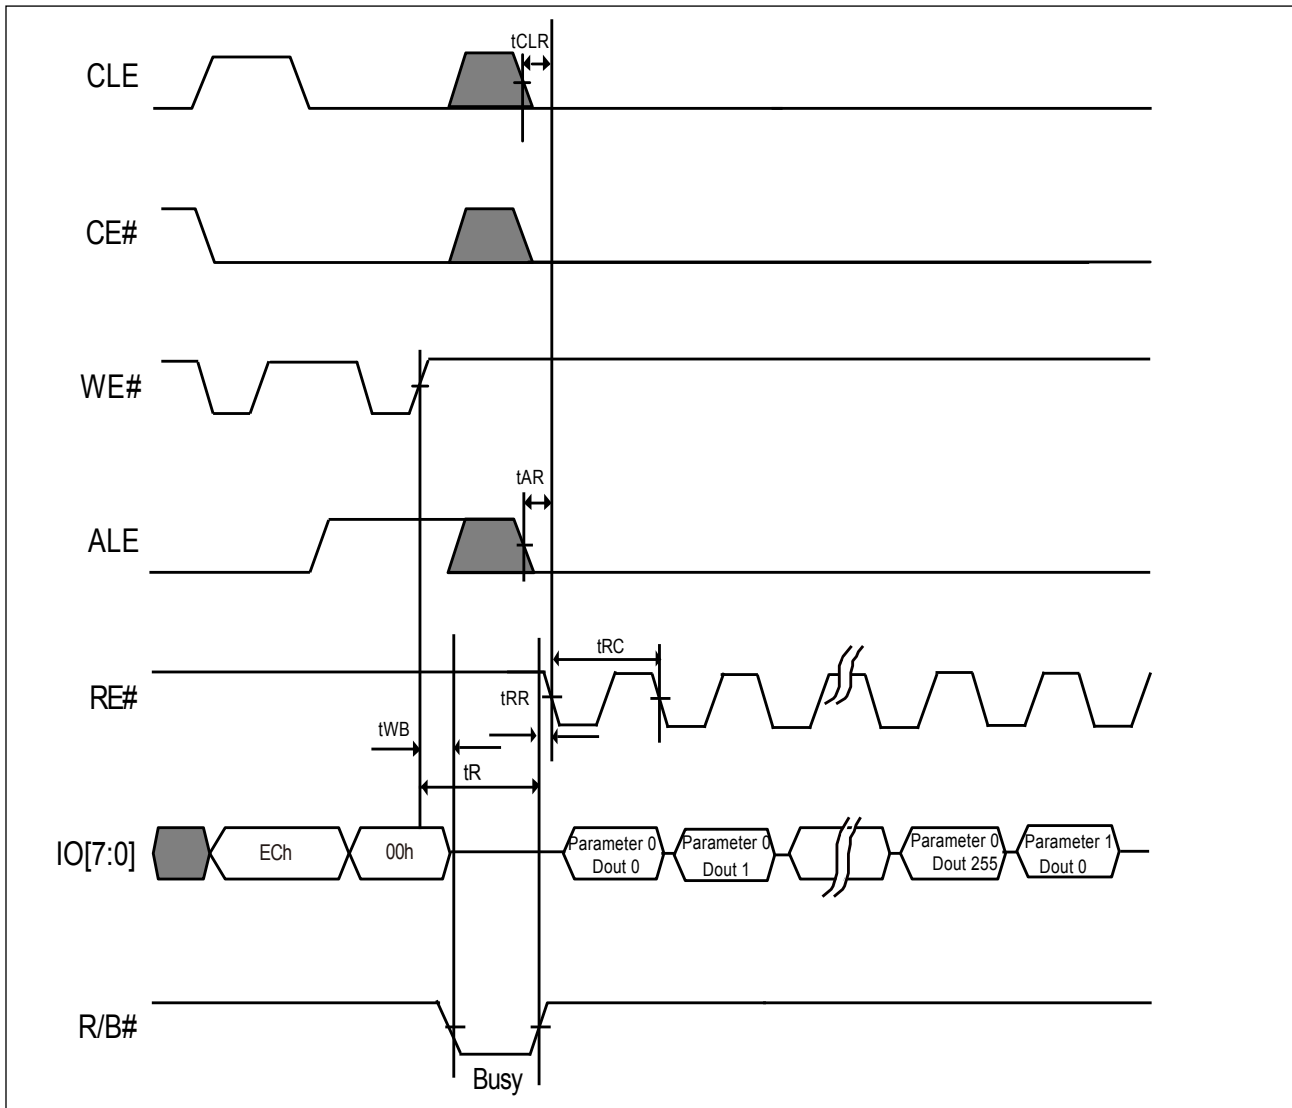 tCLR
CLE
CE#
WE#
tAR
ALE
tRC
RE#
tRR
tWB
tR
IO[7:0]
ECh
00h
Parameter 0
Dout 0
Parameter 0
Dout 1
Parameter 0
Dout 255
Parameter 1
Dout 0
R/B#
Busy